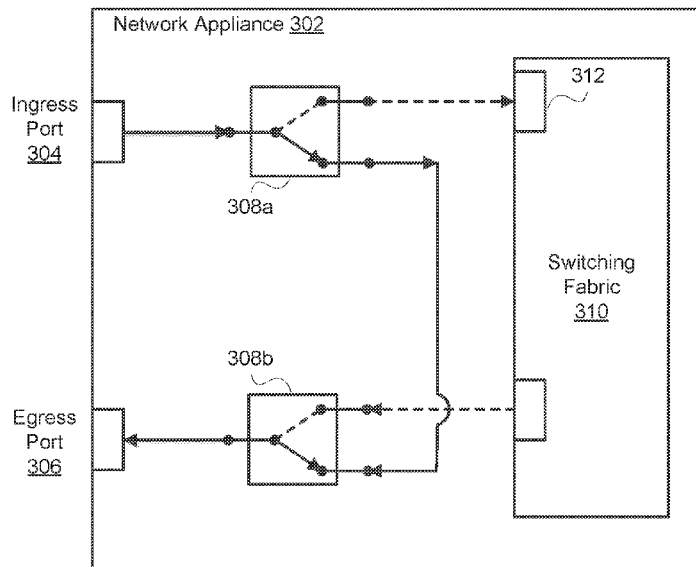 Network Appliance 302
Ingress
Port
304
308a
312
Switching
Fabric
310
308b
Egress
Port
306